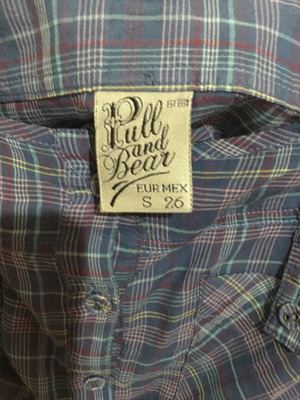 Pull
and
Bear
EUR MEX
S 26